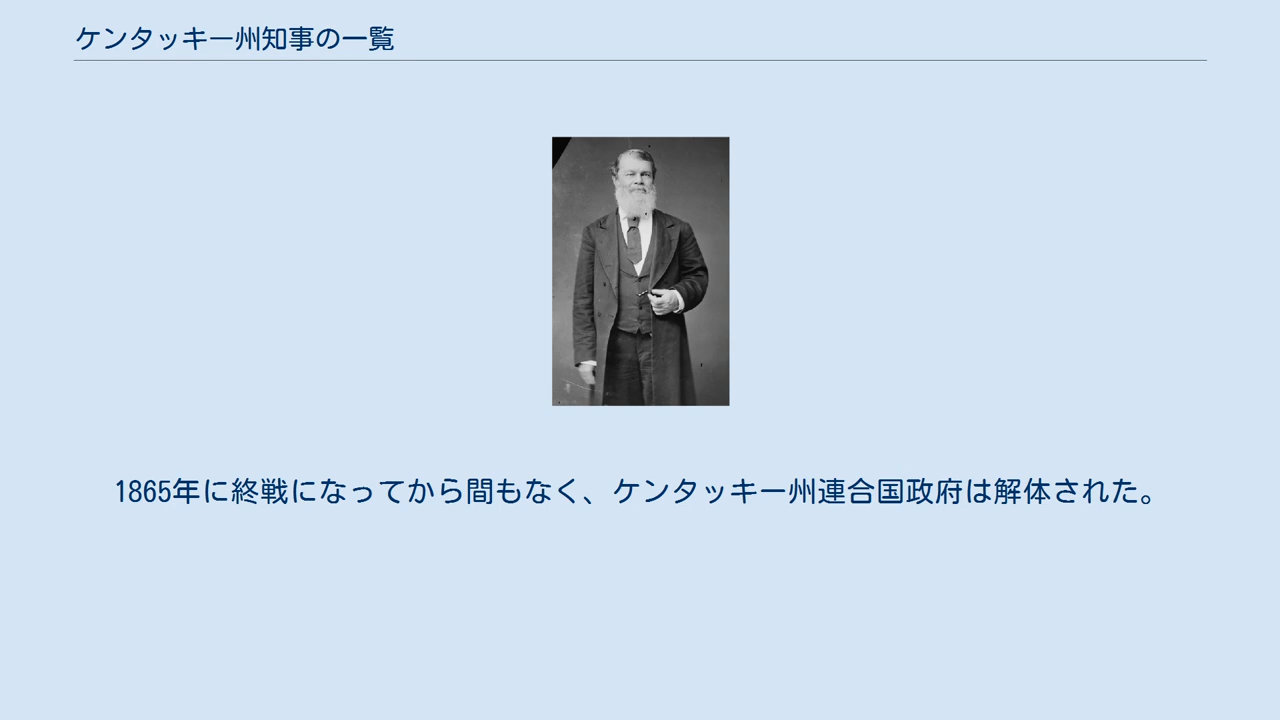 ケンタッキー州知事の一覧
1865年に終戦になってから間もなく、ケンタッキー州連合国政府は解体された。